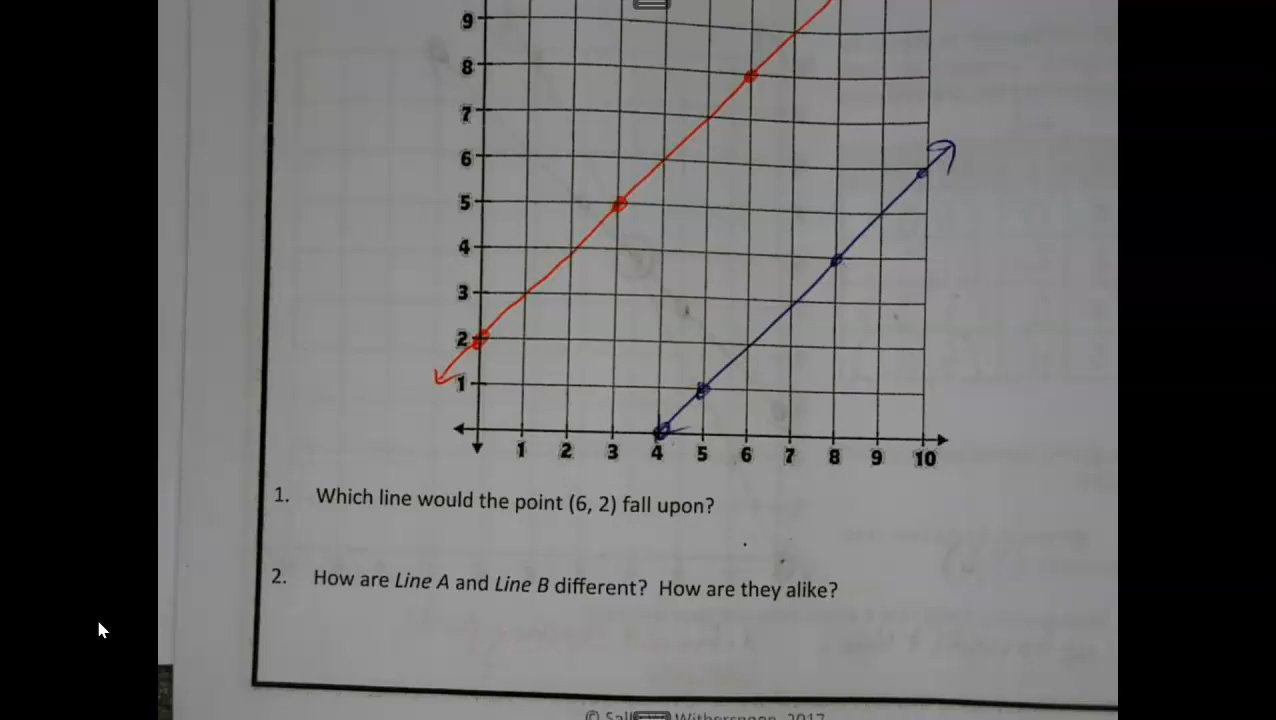 9
8
7
6
5
4
3
2
1
1 2 3 4 5 6 7 8 9 10
1. Which line would the point (6, 2) fall upon?
2. How are Line A and Line B different? How are they alike?
Witherspoon, 2017